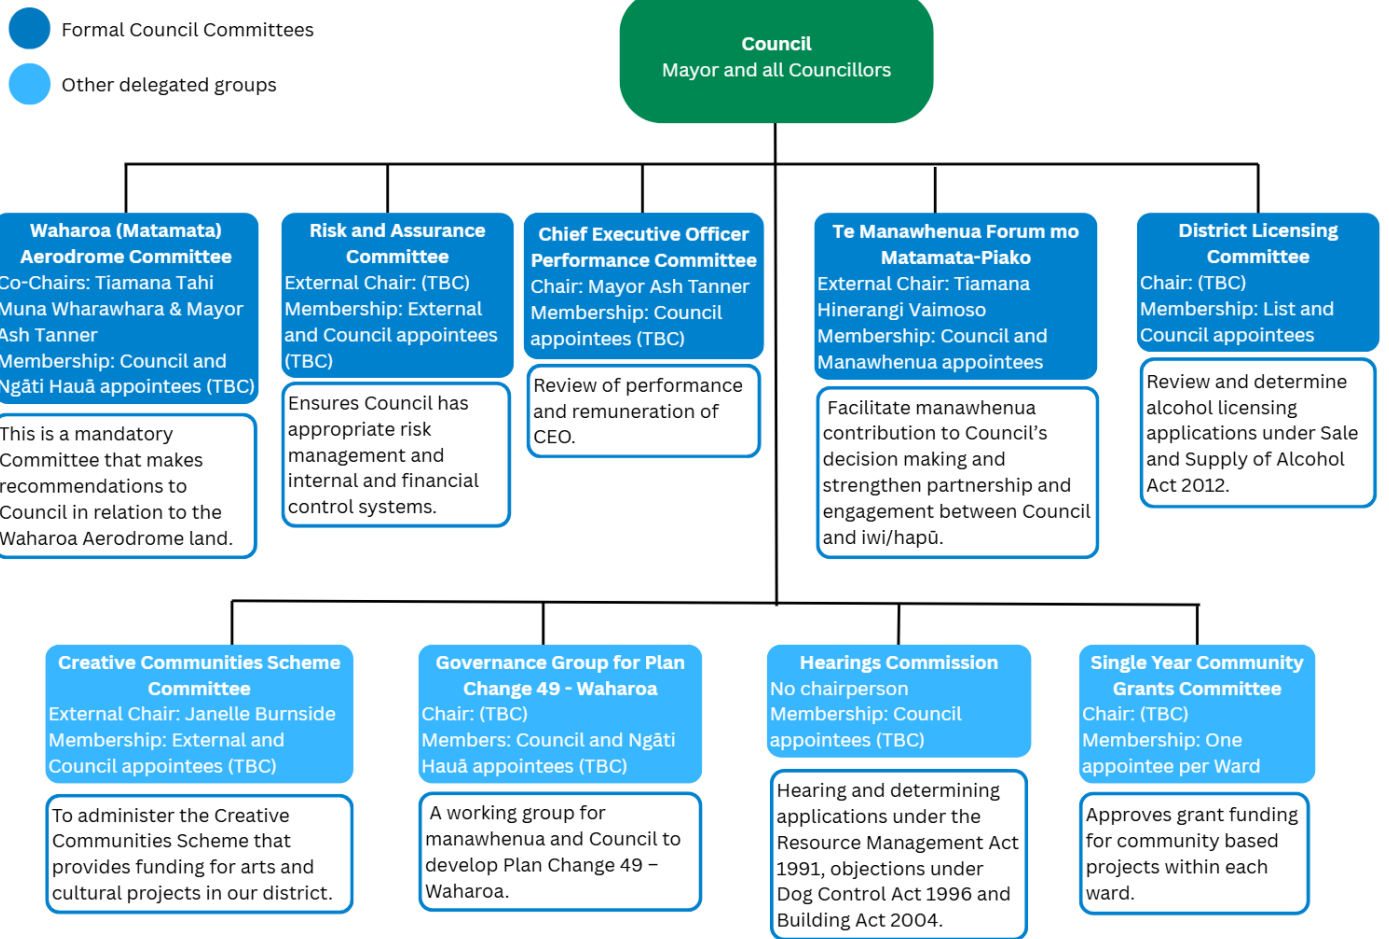 Formal Council Committees
Other delegated groups
Council
Mayor and all Councillors
Waharoa (Matamata)
Aerodrome Committee
Co-Chairs: Tiamana Tahi
Muna Wharawhara & Mayor
Ash Tanner
Membership: Council and
Ngāti Hauā appointees (TBC)
This is a mandatory
Committee that makes
recommendations to
Council in relation to the
Waharoa Aerodrome land.
Risk and Assurance
Committee
External Chair: (TBC)
Membership: External
and Council appointees
(TBC)
Ensures Council has
appropriate risk
management and
internal and financial
control systems.
Chief Executive Officer
Performance Committee
Chair: Mayor Ash Tanner
Membership: Council
appointees (TBC)
Review of performance
and remuneration of
CEO.
Te Manawhenua Forum mo
Matamata-Piako
External Chair: Tiamana
Hinerangi Vaimoso
Membership: Council and
Manawhenua appointees
Facilitate manawhenua
contribution to Council’s
decision making and
strengthen partnership and
engagement between Council
and iwi/hapū.
District Licensing
Committee
Chair: (TBC)
Membership: List and
Council appointees
Review and determine
alcohol licensing
applications under Sale
and Supply of Alcohol
Act 2012.
Creative Communities Scheme
Committee
External Chair: Janelle Burnside
Membership: External and
Council appointees (TBC)
To administer the Creative
Communities Scheme that
provides funding for arts and
cultural projects in our district.
Governance Group for Plan
Change 49 - Waharoa
Chair: (TBC)
Members: Council and Ngāti
Hauā appointees (TBC)
A working group for
manawhenua and Council to
develop Plan Change 49 –
Waharoa.
Hearings Commission
No chairperson
Membership: Council
appointees (TBC)
Hearing and determining
applications under the
Resource Management Act
1991, objections under
Dog Control Act 1996 and
Building Act 2004.
Single Year Community
Grants Committee
Chair: (TBC)
Membership: One
appointee per Ward
Approves grant funding
for community based
projects within each
ward.